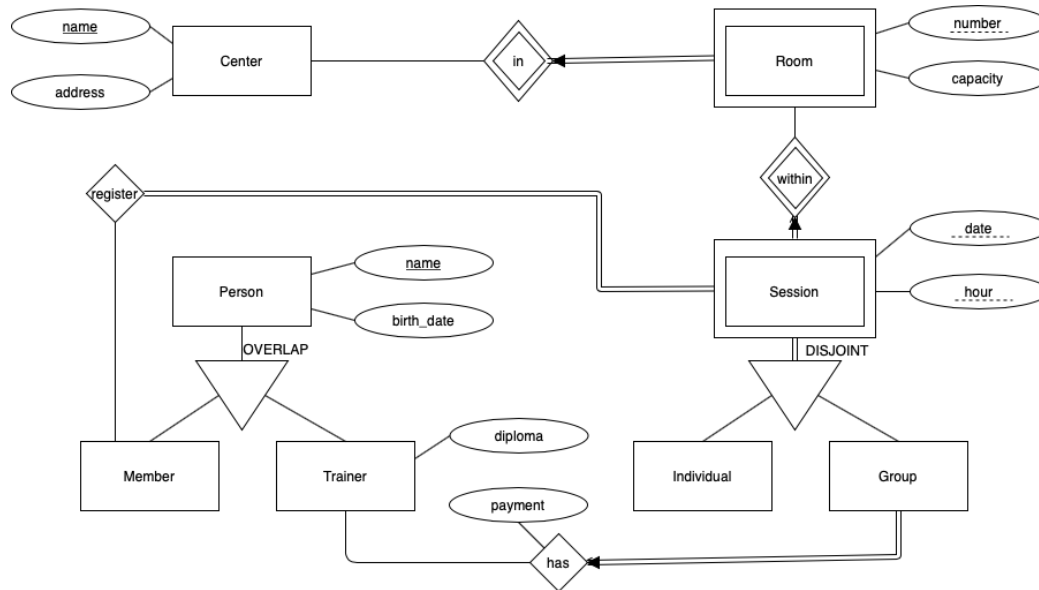 name
number
Center
in
Room
address
capacity
register
within
date
name
Person
Session
hour
birth_date
OVERLAP
DISJOINT
diploma
Member
Trainer
Individual
Group
payment
has